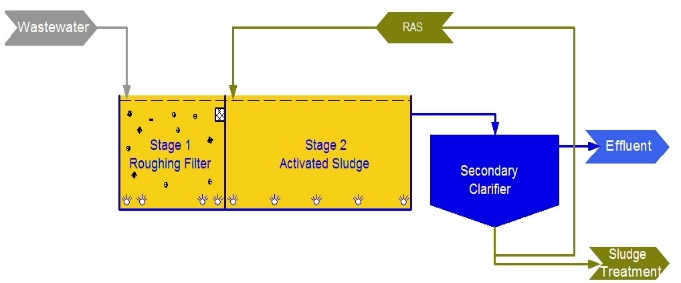 Wastewater
RAS
Stage 1
Roughing Filter
Stage 2
Activated Sludge
Secondary
Clarifier
Effluent
Sludge
Treatment